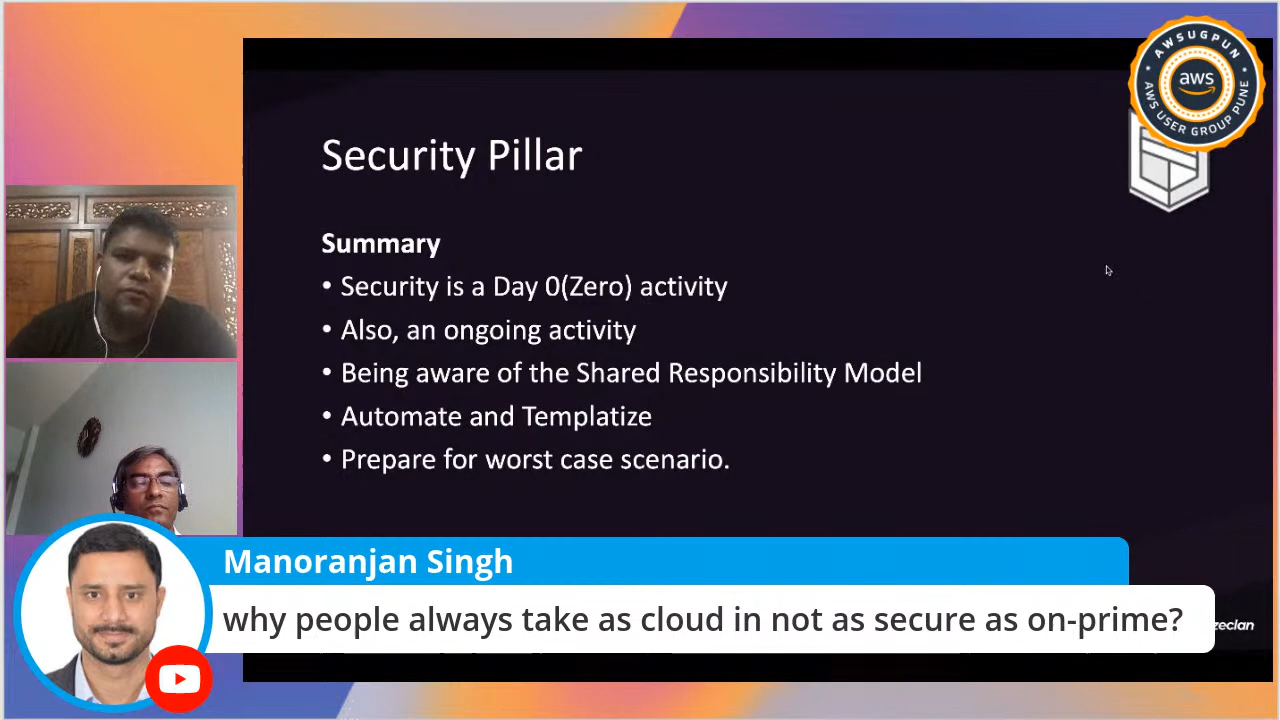 AWSUGPUN
aws
AWS USER GROUP PUNE
Security Pillar
Summary
• Security is a Day 0(Zero) activity
• Also, an ongoing activity
• Being aware of the Shared Responsibility Model
• Automate and Templatize
• Prepare for worst case scenario.
Manoranjan Singh
why people always take as cloud in not as secure as on-prime?
zeclan